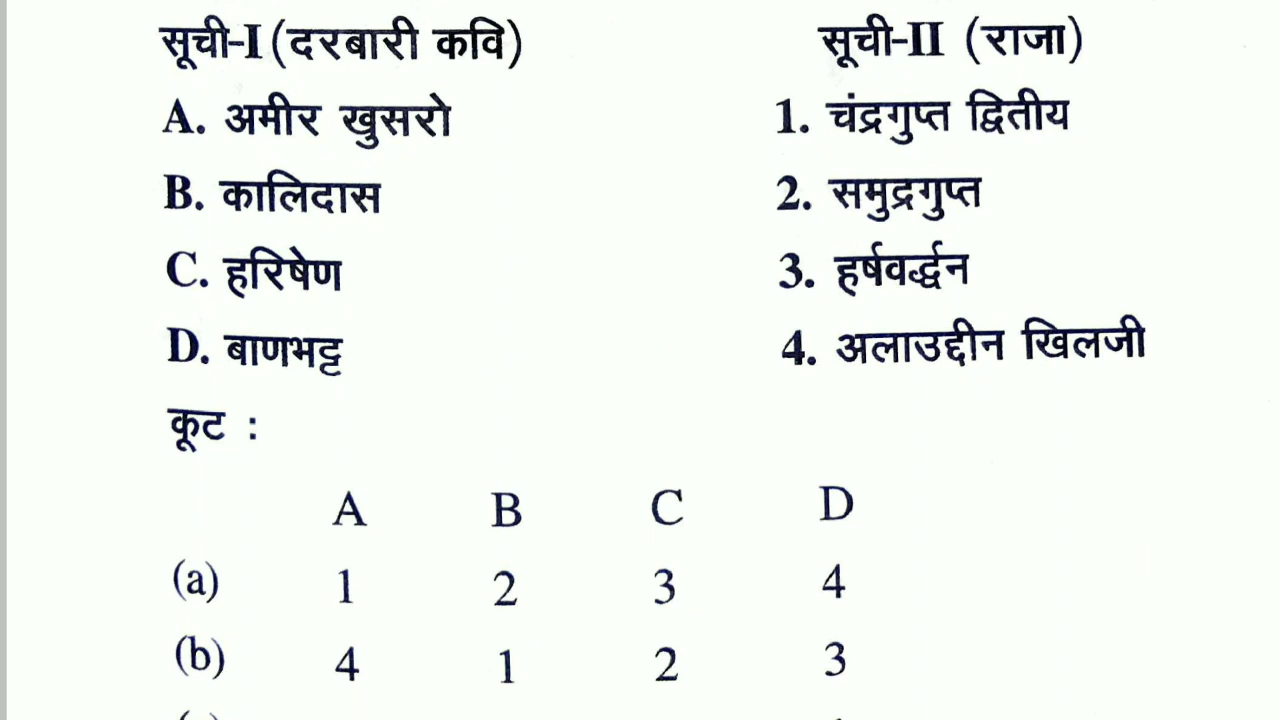 सूची-I (दरबारी कवि) सूची-II (राजा)
A. अमीर खुसरो 1. चंद्रगुप्त द्वितीय
B. कालिदास 2. समुद्रगुप्त
C. हरिषेण 3. हर्षवर्द्धन
D. बाणभट्ट 4. अलाउद्दीन खिलजी
कूट :
A B C D
(a) 1 2 3 4
(b) 4 1 2 3